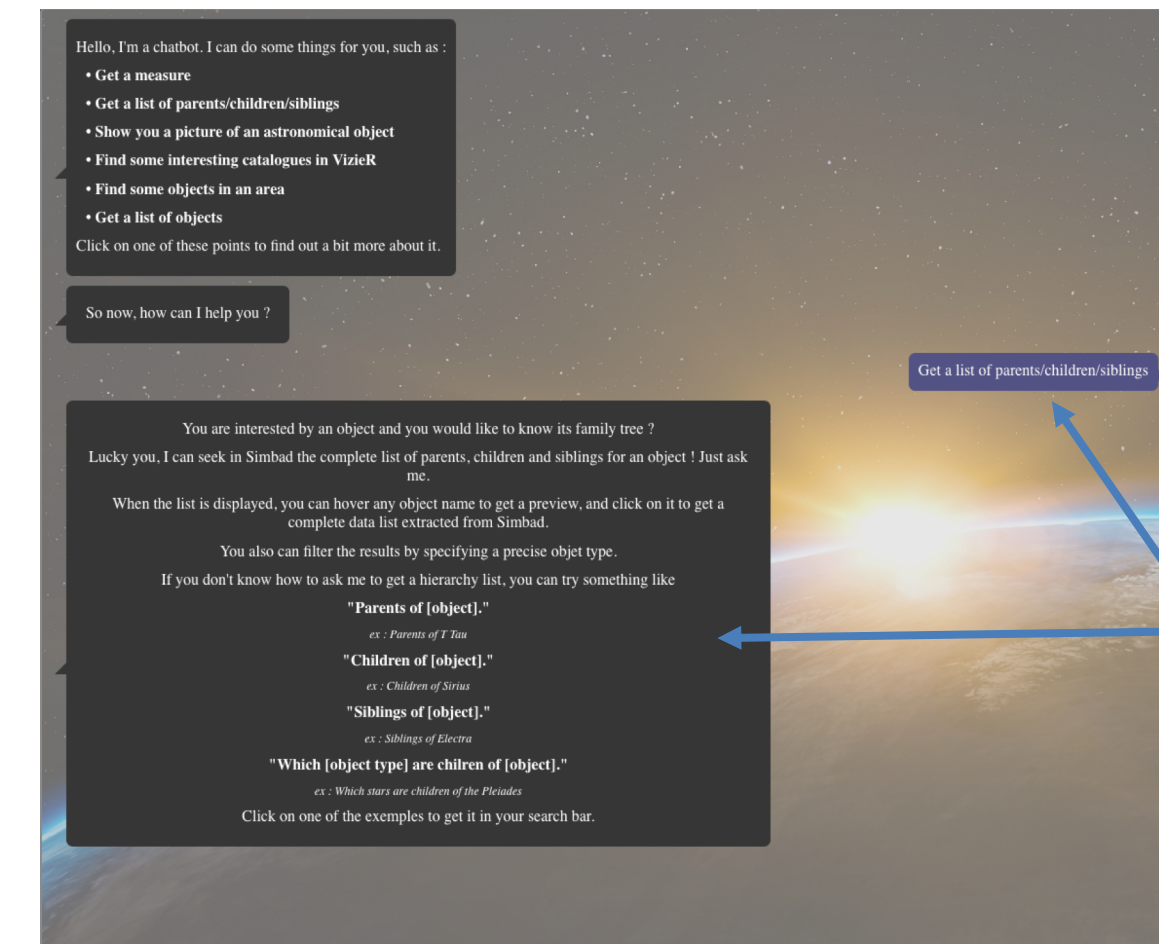 Hello, I'm a chatbot. I can do some things for you, such as :
• Get a measure
• Get a list of parents/children/siblings
• Show you a picture of an astronomical object
• Find some interesting catalogues in VizieR
• Find some objects in an area
• Get a list of objects
Click on one of these points to find out a bit more about it.
So now, how can I help you ?
Get a list of parents/children/siblings
You are interested by an object and you would like to know its family tree ?
Lucky you, I can seek in Simbad the complete list of parents, children and siblings for an object ! Just ask
me.
When the list is displayed, you can hover any object name to get a preview, and click on it to get a
complete data list extracted from Simbad.
You also can filter the results by specifying a precise objet type.
If you don't know how to ask me to get a hierarchy list, you can try something like
"Parents of [object]."
ex : Parents of T Tau
"Children of [object]."
ex : Children of Sirius
"Siblings of [object]."
ex : Siblings of Electra
"Which [object type] are chilren of [object]."
ex : Which stars are children of the Pleiades
Click on one of the exemples to get it in your search bar.